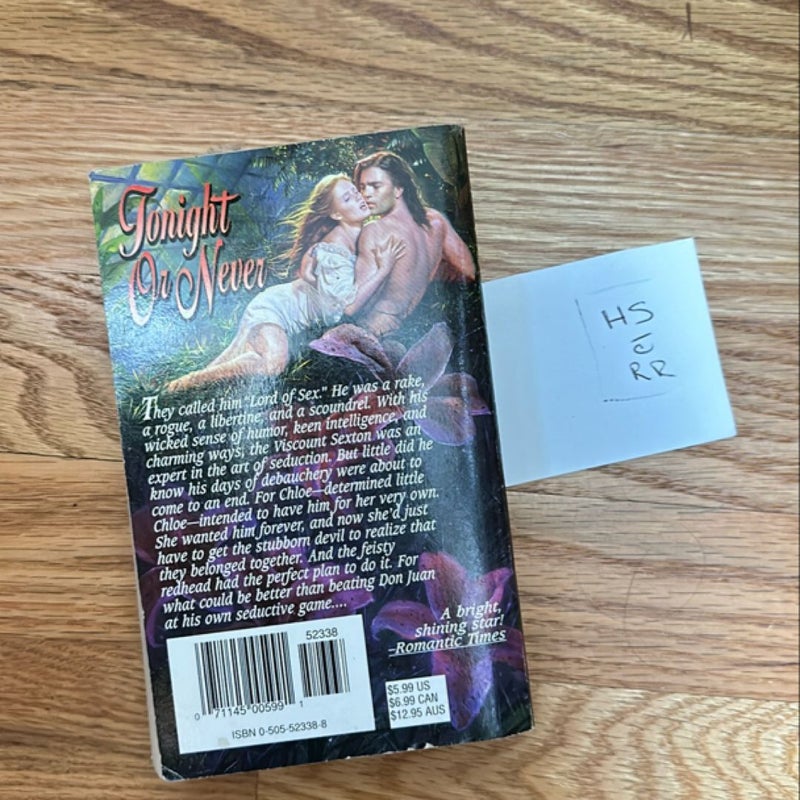 Tonight
Or Never
They called him "Lord of Sex." He was a rake,
a rogue, a libertine, and a scoundrel. With his
wicked sense of humor, keen intelligence, and
charming ways, the Viscount Sexton was an
expert in the art of seduction. But little did he
know his days of debauchery were about to
come to an end. For Chloe—determined little
Chloe—intended to have him for her very own.
She wanted him forever, and now she'd just
have to get the stubborn devil to realize that
they belonged together. And the feisty
redhead had the perfect plan to do it. For
what could be better than beating Don Juan
at his own seductive game....
A bright,
shining star!
–Romantic Times
52338
0 71145 00599 1
ISBN 0-505-52338-8
$5.99 US
$6.99 CAN
$12.95 AUS
HS
RR